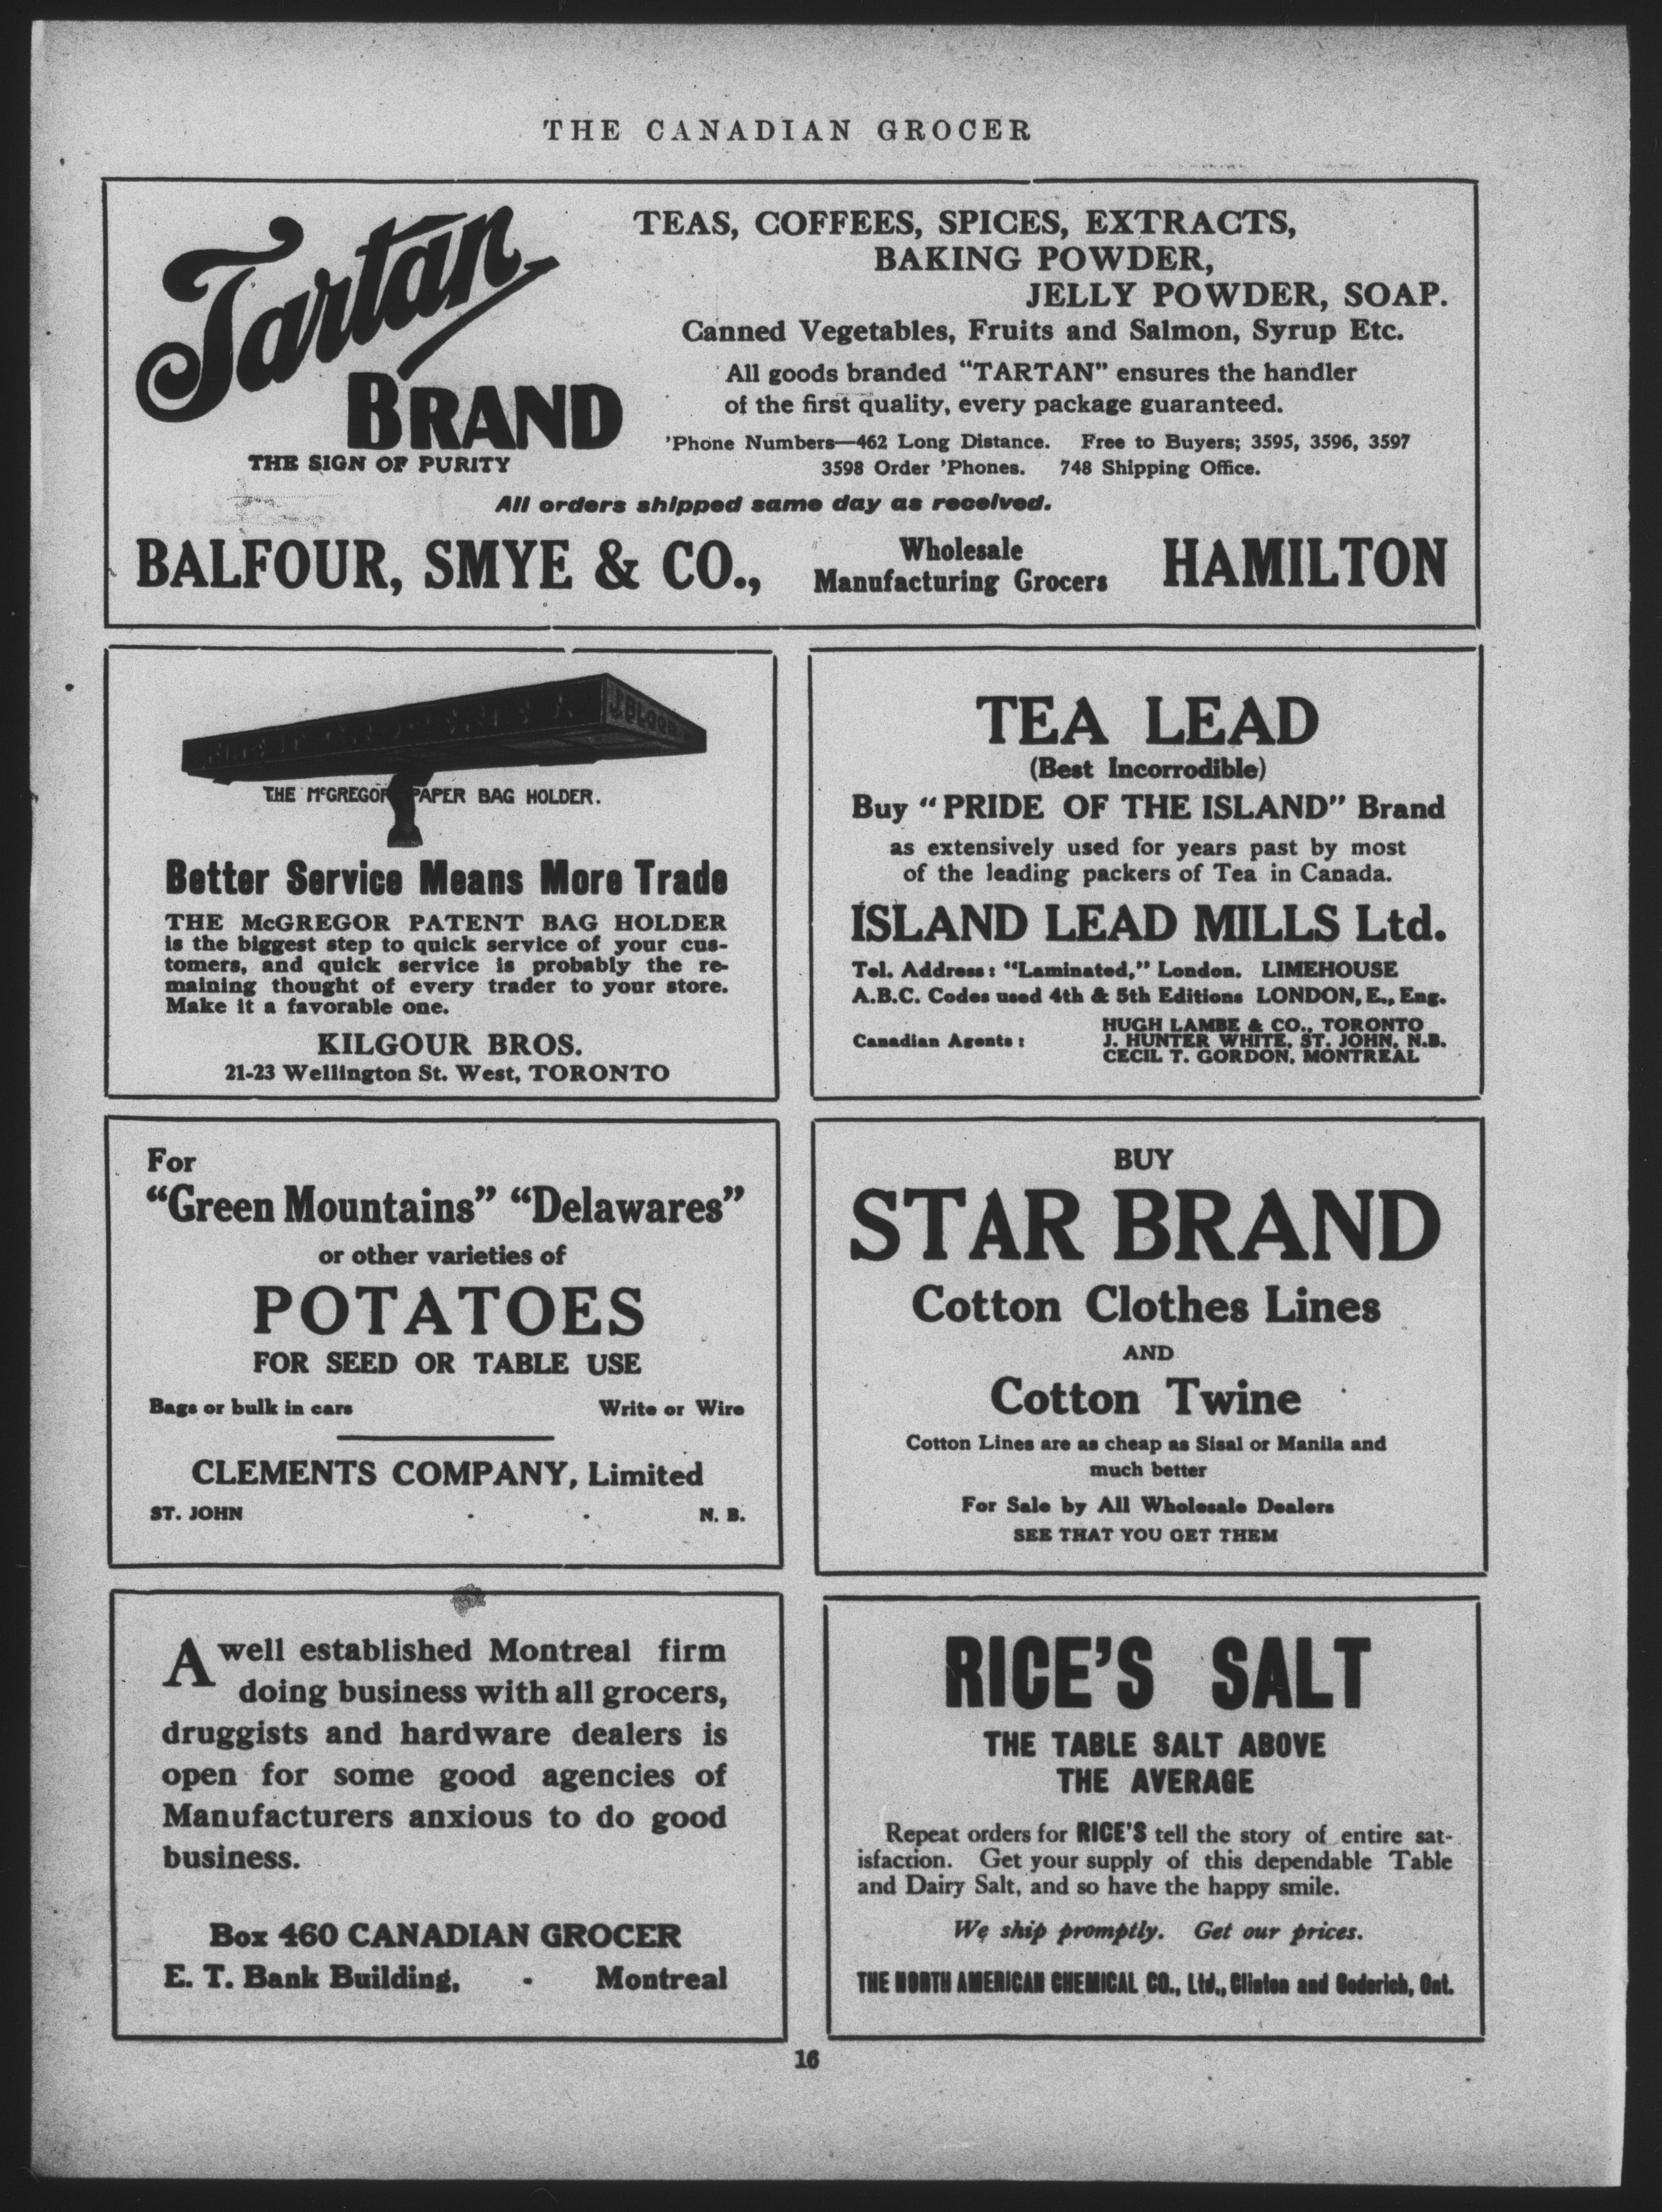 THE CANADIAN GROCER
Tartan
BRAND
THE SIGN OF PURITY
TEAS, COFFEES, SPICES, EXTRACTS,
BAKING POWDER,
JELLY POWDER, SOAP.
Canned Vegetables, Fruits and Salmon, Syrup Etc.
All goods branded "TARTAN" ensures the handler
of the first quality, every package guaranteed.
'Phone Numbers—462 Long Distance. Free to Buyers; 3595, 3596, 3597
3598 Order 'Phones. 748 Shipping Office.
All orders shipped same day as received.
BALFOUR, SMYE & CO., Wholesale Manufacturing Grocers HAMILTON
J. BLOOR
THE McGREGOR PAPER BAG HOLDER.
Better Service Means More Trade
THE McGREGOR PATENT BAG HOLDER
is the biggest step to quick service of your cus-
tomers, and quick service is probably the re-
maining thought of every trader to your store.
Make it a favorable one.
KILGOUR BROS.
21-23 Wellington St. West, TORONTO
TEA LEAD
(Best Incorrodible)
Buy "PRIDE OF THE ISLAND" Brand
as extensively used for years past by most
of the leading packers of Tea in Canada.
ISLAND LEAD MILLS Ltd.
Tel. Address: "Laminated," London. LIMEHOUSE
A.B.C. Codes used 4th & 5th Editions LONDON, E., Eng.
Canadian Agents:
HUGH LAMBE & CO., TORONTO
J. HUNTER WHITE, ST. JOHN, N.B.
CECIL T. GORDON, MONTREAL
For
"Green Mountains" "Delawares"
or other varieties of
POTATOES
FOR SEED OR TABLE USE
Bags or bulk in cars Write or Wire
CLEMENTS COMPANY, Limited
ST. JOHN - - N. B.
BUY
STAR BRAND
Cotton Clothes Lines
AND
Cotton Twine
Cotton Lines are as cheap as Sisal or Manila and
much better
For Sale by All Wholesale Dealers
SEE THAT YOU GET THEM
A well established Montreal firm
doing business with all grocers,
druggists and hardware dealers is
open for some good agencies of
Manufacturers anxious to do good
business.
Box 460 CANADIAN GROCER
E. T. Bank Building, - Montreal
RICE'S SALT
THE TABLE SALT ABOVE
THE AVERAGE
Repeat orders for RICE'S tell the story of entire sat-
isfaction. Get your supply of this dependable Table
and Dairy Salt, and so have the happy smile.
We ship promptly. Get our prices.
THE NORTH AMERICAN CHEMICAL CO., Ltd., Clinton and Goderich, Ont.
16